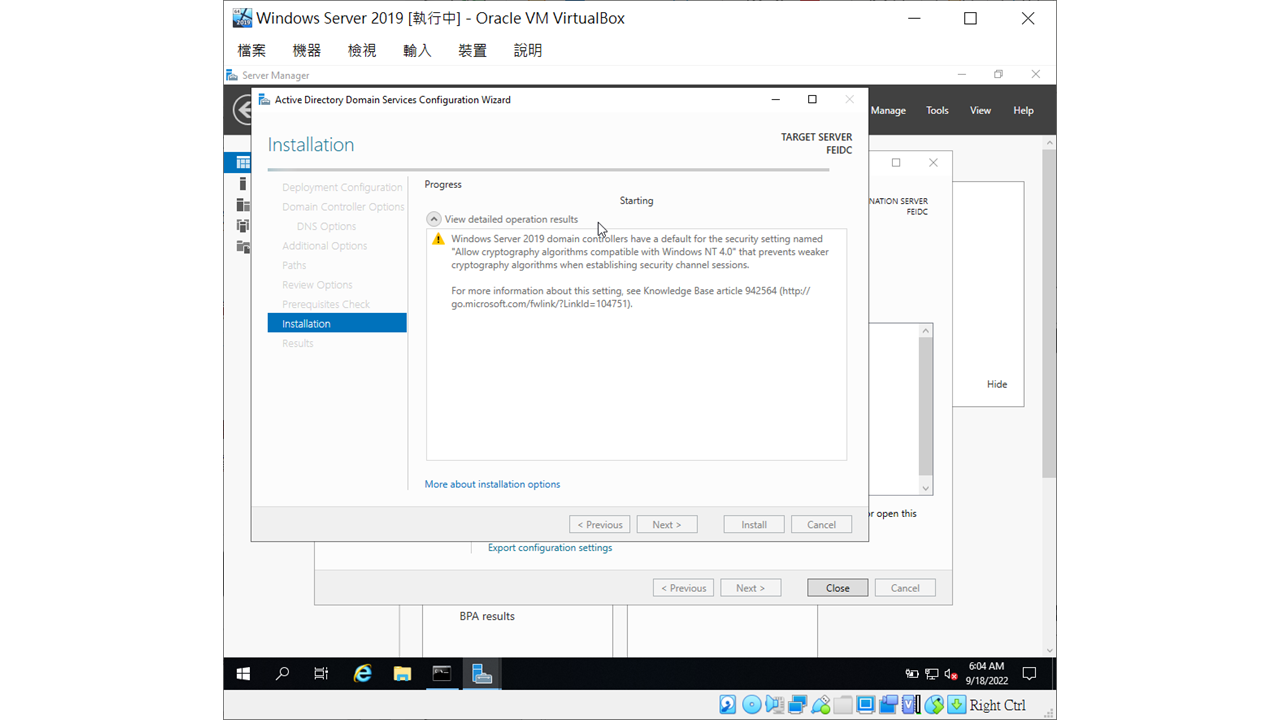 Windows Server 2019 [執行中] - Oracle VM VirtualBox
檔案 機器 檢視 輸入 裝置 說明
Server Manager
Manage Tools View Help
Active Directory Domain Services Configuration Wizard
Installation
TARGET SERVER
FEIDC
Deployment Configuration
Domain Controller Options
DNS Options
Additional Options
Paths
Review Options
Prerequisites Check
Installation
Results
Progress
Starting
View detailed operation results
Windows Server 2019 domain controllers have a default for the security setting named
"Allow cryptography algorithms compatible with Windows NT 4.0" that prevents weaker
cryptography algorithms when establishing security channel sessions.
For more information about this setting, see Knowledge Base article 942564 (http://
go.microsoft.com/fwlink/?LinkId=104751).
More about installation options
< Previous Next > Install Cancel
NATION SERVER
FEIDC
Hide
or open this
Export configuration settings
< Previous Next > Close Cancel
BPA results
6:04 AM
9/18/2022
Right Ctrl